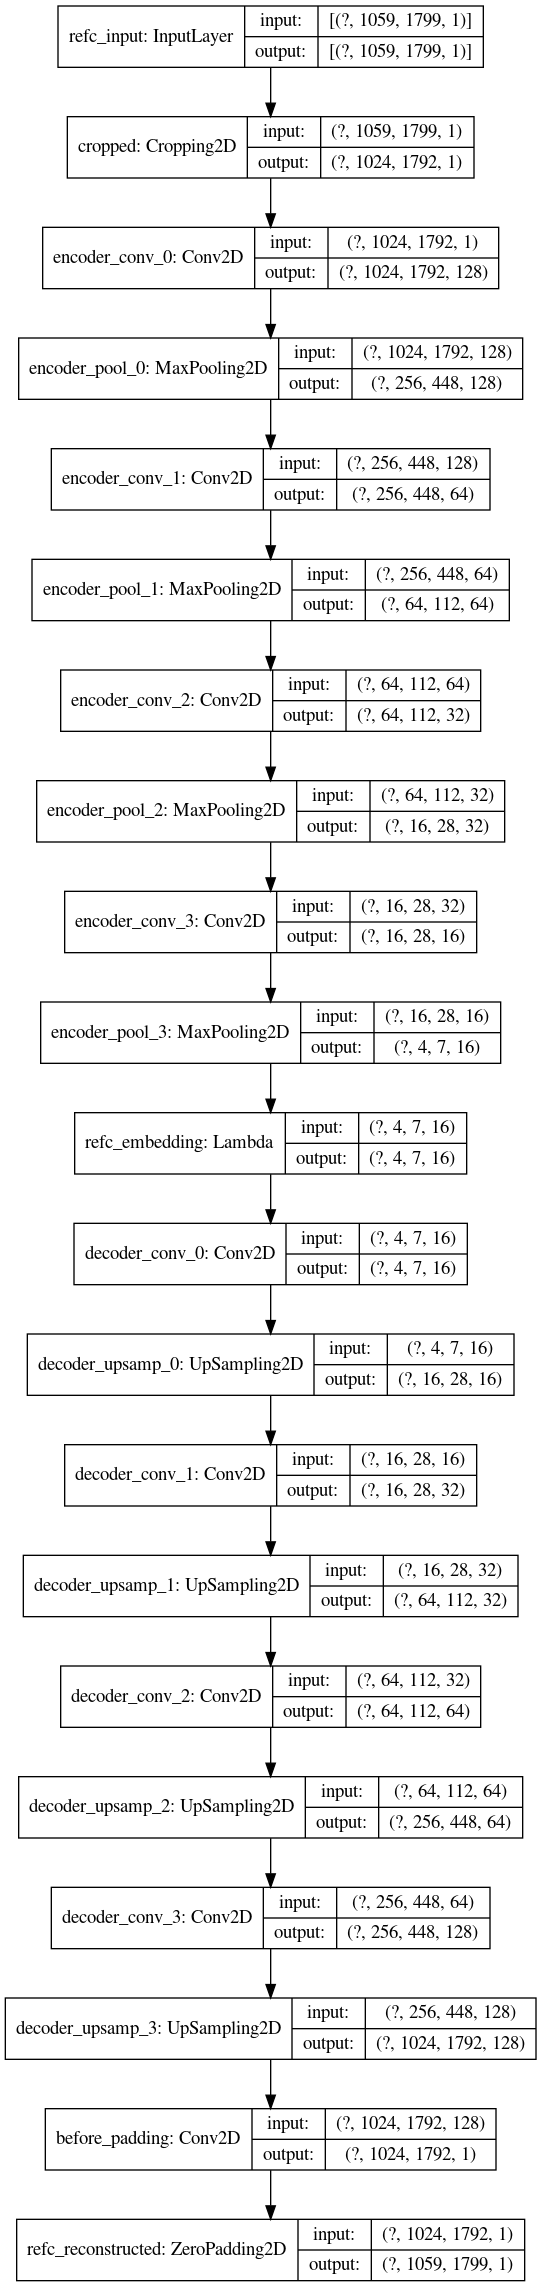 refc_input: InputLayer
input: [(?, 1059, 1799, 1)]
output: [(?, 1059, 1799, 1)]
cropped: Cropping2D
input: (?, 1059, 1799, 1)
output: (?, 1024, 1792, 1)
encoder_conv_0: Conv2D
input: (?, 1024, 1792, 1)
output: (?, 1024, 1792, 128)
encoder_pool_0: MaxPooling2D
input: (?, 1024, 1792, 128)
output: (?, 256, 448, 128)
encoder_conv_1: Conv2D
input: (?, 256, 448, 128)
output: (?, 256, 448, 64)
encoder_pool_1: MaxPooling2D
input: (?, 256, 448, 64)
output: (?, 64, 112, 64)
encoder_conv_2: Conv2D
input: (?, 64, 112, 64)
output: (?, 64, 112, 32)
encoder_pool_2: MaxPooling2D
input: (?, 64, 112, 32)
output: (?, 16, 28, 32)
encoder_conv_3: Conv2D
input: (?, 16, 28, 32)
output: (?, 16, 28, 16)
encoder_pool_3: MaxPooling2D
input: (?, 16, 28, 16)
output: (?, 4, 7, 16)
refc_embedding: Lambda
input: (?, 4, 7, 16)
output: (?, 4, 7, 16)
decoder_conv_0: Conv2D
input: (?, 4, 7, 16)
output: (?, 4, 7, 16)
decoder_upsamp_0: UpSampling2D
input: (?, 4, 7, 16)
output: (?, 16, 28, 16)
decoder_conv_1: Conv2D
input: (?, 16, 28, 16)
output: (?, 16, 28, 32)
decoder_upsamp_1: UpSampling2D
input: (?, 16, 28, 32)
output: (?, 64, 112, 32)
decoder_conv_2: Conv2D
input: (?, 64, 112, 32)
output: (?, 64, 112, 64)
decoder_upsamp_2: UpSampling2D
input: (?, 64, 112, 64)
output: (?, 256, 448, 64)
decoder_conv_3: Conv2D
input: (?, 256, 448, 64)
output: (?, 256, 448, 128)
decoder_upsamp_3: UpSampling2D
input: (?, 256, 448, 128)
output: (?, 1024, 1792, 128)
before_padding: Conv2D
input: (?, 1024, 1792, 128)
output: (?, 1024, 1792, 1)
refc_reconstructed: ZeroPadding2D
input: (?, 1024, 1792, 1)
output: (?, 1059, 1799, 1)